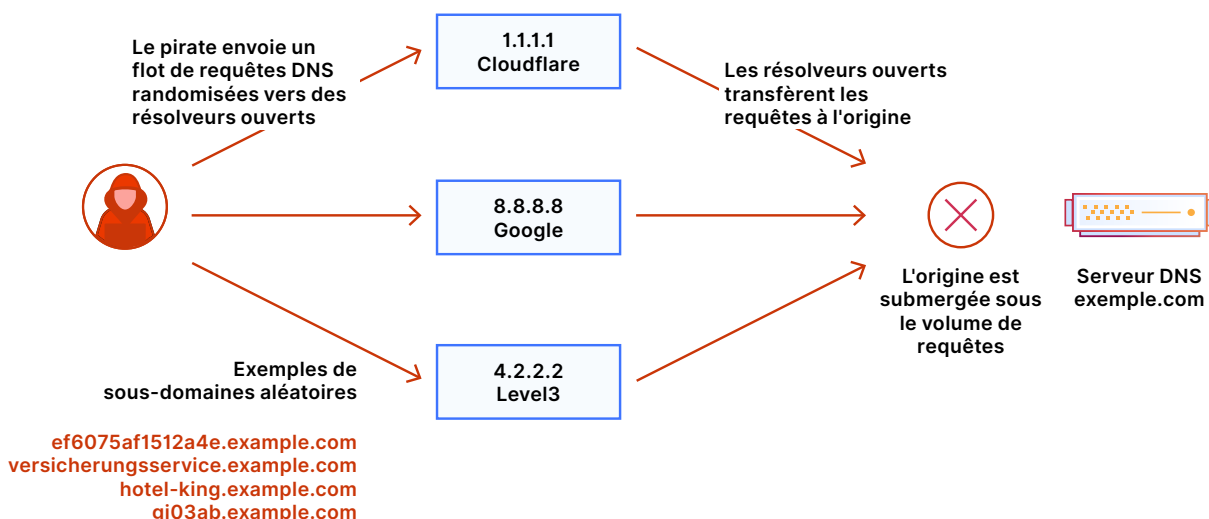 Le pirate envoie un
flot de requêtes DNS
randomisées vers des
résolveurs ouverts
1.1.1.1
Cloudflare
Les résolveurs ouverts
transfèrent les
requêtes à l'origine
8.8.8.8
Google
L'origine est
submergée sous
le volume de
requêtes
Serveur DNS
exemple.com
4.2.2.2
Level3
Exemples de
sous-domaines aléatoires
ef6075af1512a4e.example.com
versicherungsservice.example.com
hotel-king.example.com
qi03ab.example.com